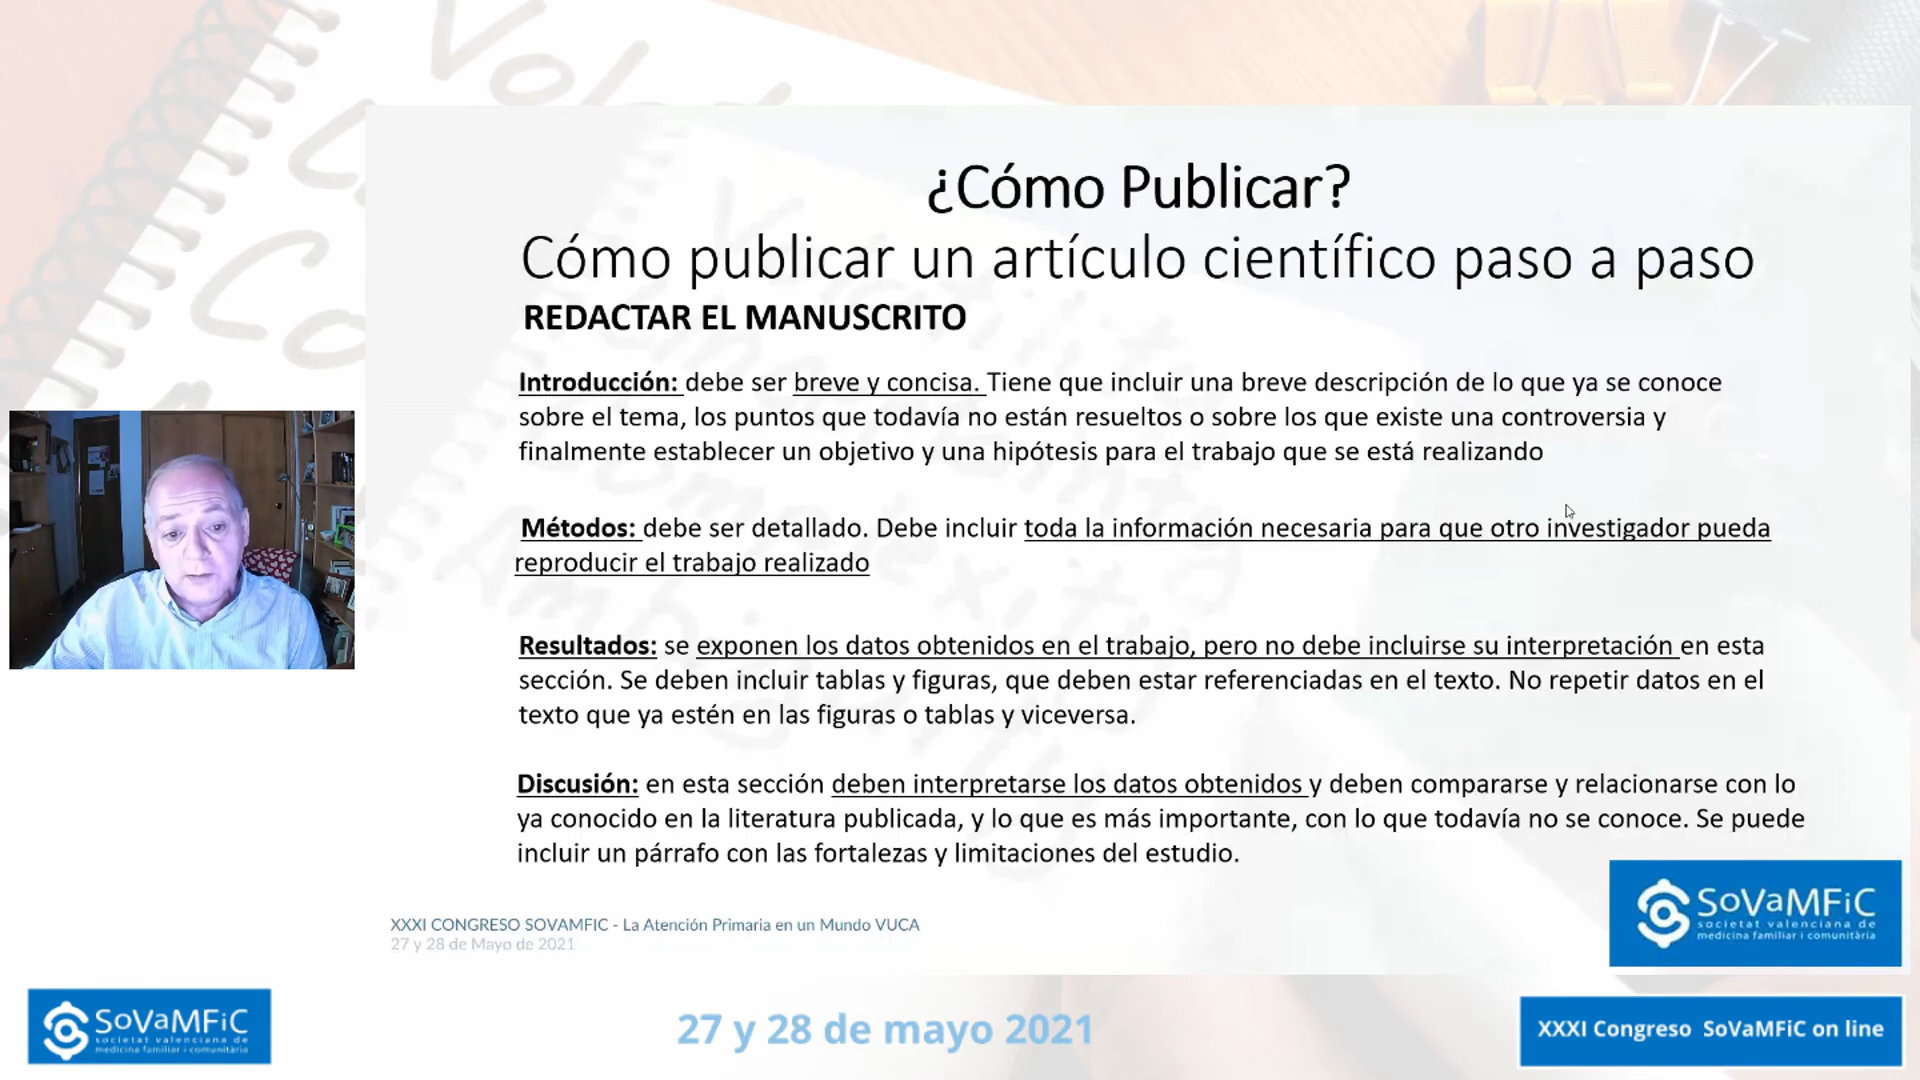 ¿Cómo Publicar?
Cómo publicar un artículo científico paso a paso
REDACTAR EL MANUSCRITO
Introducción: debe ser breve y concisa. Tiene que incluir una breve descripción de lo que ya se conoce
sobre el tema, los puntos que todavía no están resueltos o sobre los que existe una controversia y
finalmente establecer un objetivo y una hipótesis para el trabajo que se está realizando
Métodos: debe ser detallado. Debe incluir toda la información necesaria para que otro investigador pueda
reproducir el trabajo realizado
Resultados: se exponen los datos obtenidos en el trabajo, pero no debe incluirse su interpretación en esta
sección. Se deben incluir tablas y figuras, que deben estar referenciadas en el texto. No repetir datos en el
texto que ya estén en las figuras o tablas y viceversa.
Discusión: en esta sección deben interpretarse los datos obtenidos y deben compararse y relacionarse con lo
ya conocido en la literatura publicada, y lo que es más importante, con lo que todavía no se conoce. Se puede
incluir un párrafo con las fortalezas y limitaciones del estudio.
SoVaMFiC
societat valenciana de
medicina familiar i comunitària
XXXI CONGRESO SOVAMFIC - La Atención Primaria en un Mundo VUCA
27 y 28 de Mayo de 2021
SoVaMFiC
societat valenciana de
medicina familiar i comunitària
27 y 28 de mayo 2021
XXXI Congreso SoVaMFiC on line